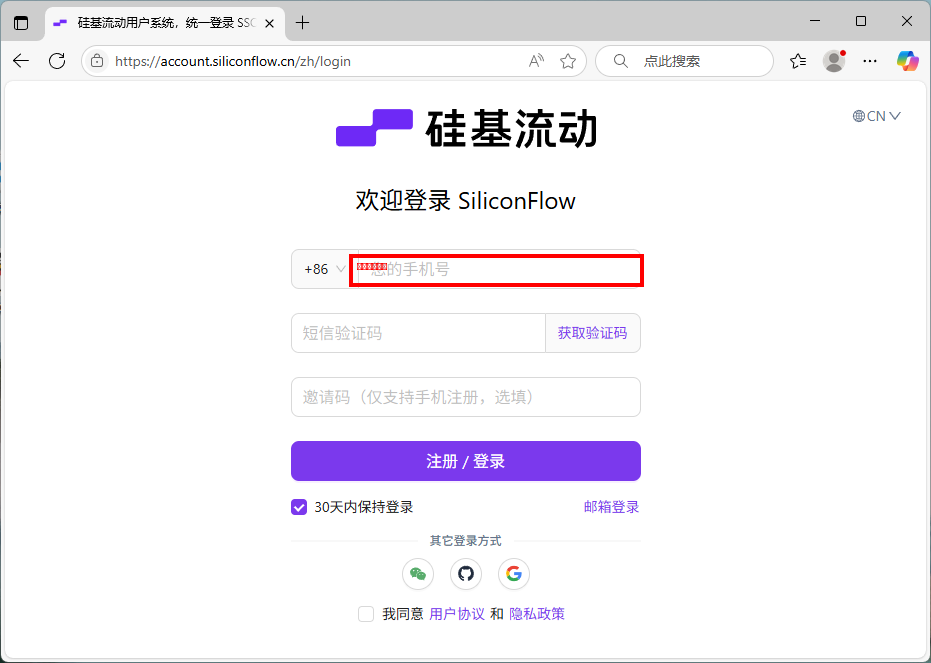 硅基流动用户系统，统一登录 SSO
https://account.siliconflow.cn/zh/login
点此搜索
CN
硅基流动
欢迎登录 SiliconFlow
+86
您的手机号
短信验证码
获取验证码
邀请码（仅支持手机注册，选填）
注册 / 登录
30天内保持登录
邮箱登录
其它登录方式
我同意 用户协议 和 隐私政策